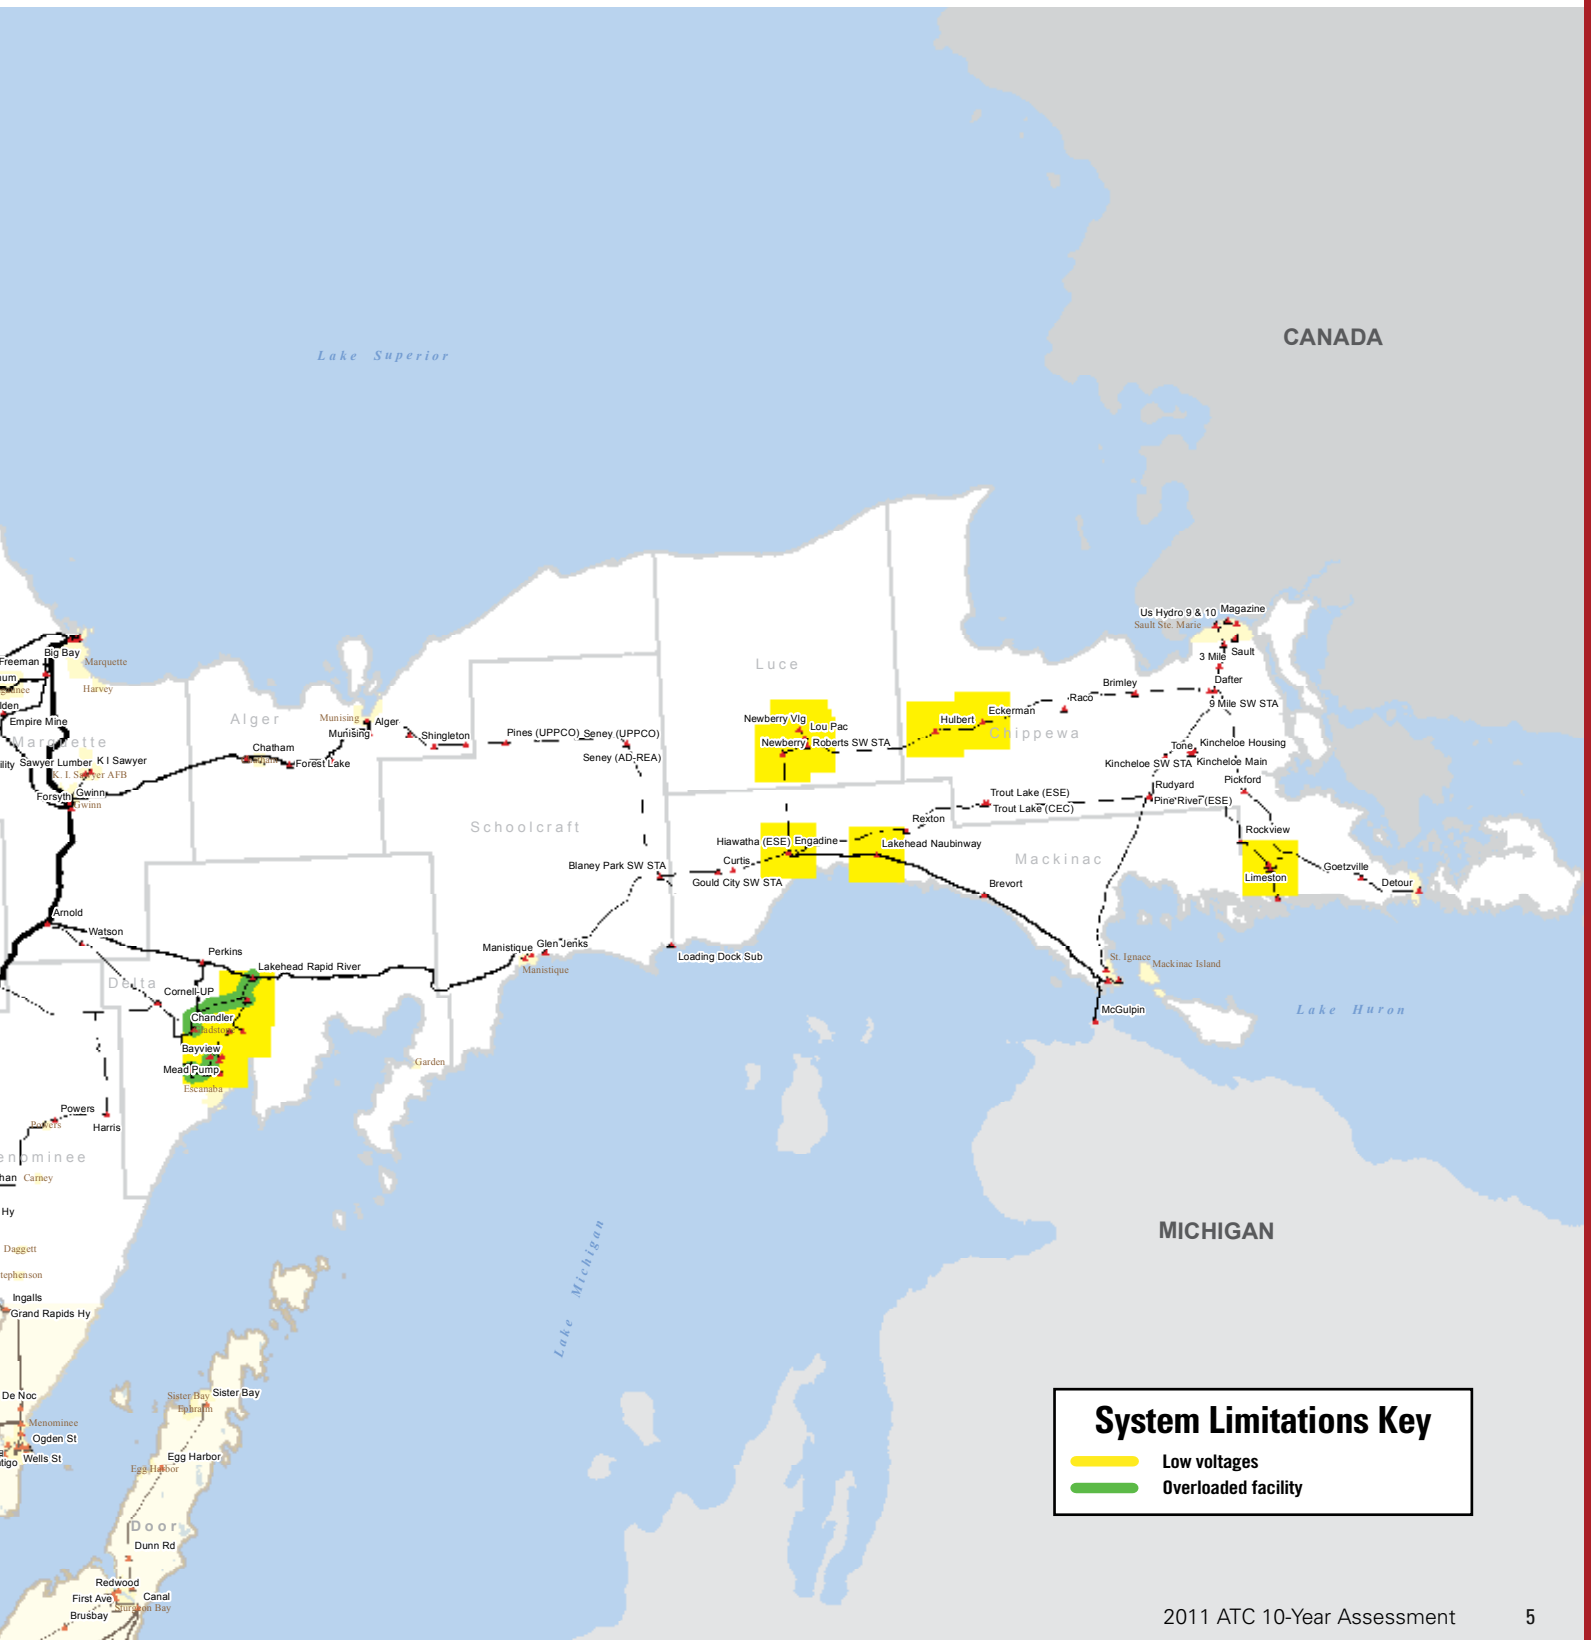 CANADA
Lake Superior
Us Hydro 9 & 10
Magazine
Sault Ste. Marie
Sault
3 Mile
Big Bay
Freeman
Marquette
Luce
Dafter
Brimley
Harvey
Raco
9 Mile SW STA
Eckerman
Newberry Vlg
Hulbert
Alger
Munising
Alger
Empire Mine
Lou Pac
Chippewa
Munising
Shingleton
Pines (UPPCO)
Seney (UPPCO)
Newberry
Roberts SW STA
Marquette
Chatham
Tone
Kincheloe Housing
Seney (AD-REA)
Sawyer Lumber
K I Sawyer
Forest Lake
Kincheloe SW STA
Kincheloe Main
K. I. Sawyer AFB
Pickford
Rudyard
Trout Lake (ESE)
Forsyth
Gwinn
Gwinn
Pine River (ESE)
Trout Lake (CEC)
Rexton
Schoolcraft
Rockview
Hiawatha (ESE)
Engadine
Lakehead Naubinway
Mackinac
Curtis
Blaney Park SW STA
Goetzville
Limeston
Gould City SW STA
Brevort
Detour
Arnold
Watson
Manistique
Glen Jenks
Perkins
Loading Dock Sub
St. Ignace
Lakehead Rapid River
Manistique
Mackinac Island
Delta
Cornell-UP
McGulpin
Lake Huron
Chandler
Gladstone
Bayview
Garden
Mead Pump
Escanaba
Powers
Powers
Harris
Carney
Hy
MICHIGAN
Daggett
Lake Michigan
Ingalls
Grand Rapids Hy
De Noc
Sister Bay
Sister Bay
Ephraim
System Limitations Key
Menominee
Ogden St
Egg Harbor
Wells St
Low voltages
Egg Harbor
Overloaded facility
Door
Dunn Rd
Redwood
First Ave
Canal
Sturgeon Bay
Brusbay
2011 ATC 10-Year Assessment 5